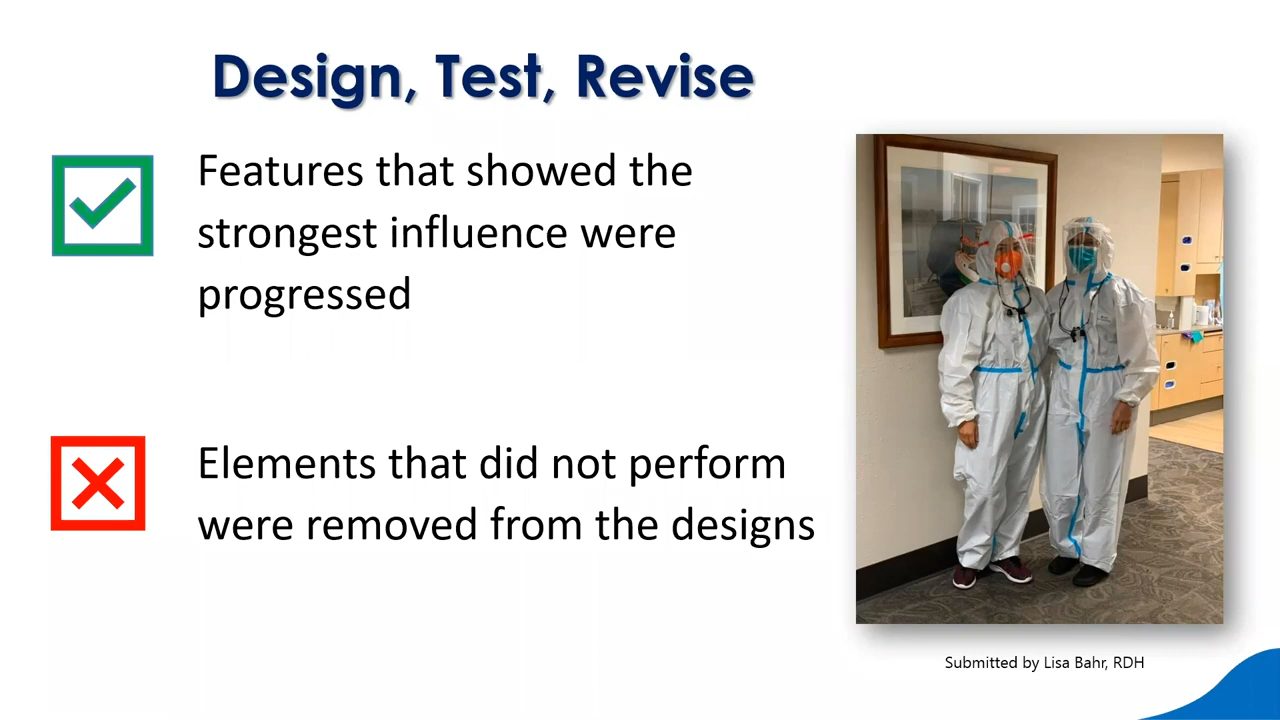 Design, Test, Revise
Features that showed the
strongest influence were
progressed
Elements that did not perform
were removed from the designs
Submitted by Lisa Bahr, RDH